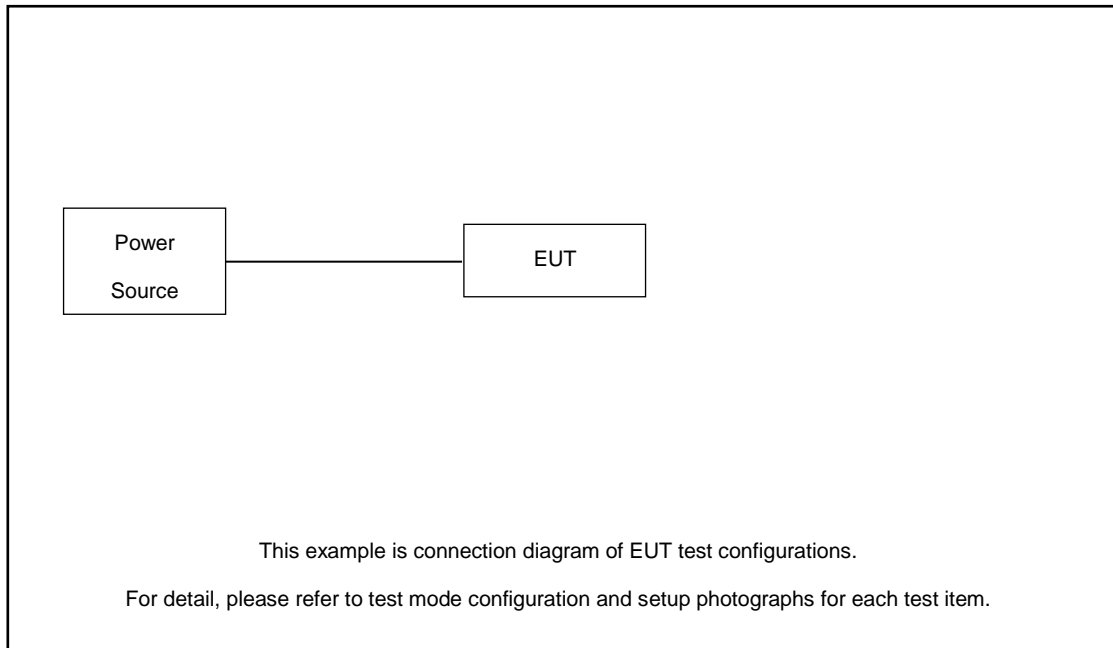 Power
Source
EUT
This example is connection diagram of EUT test configurations.
For detail, please refer to test mode configuration and setup photographs for each test item.